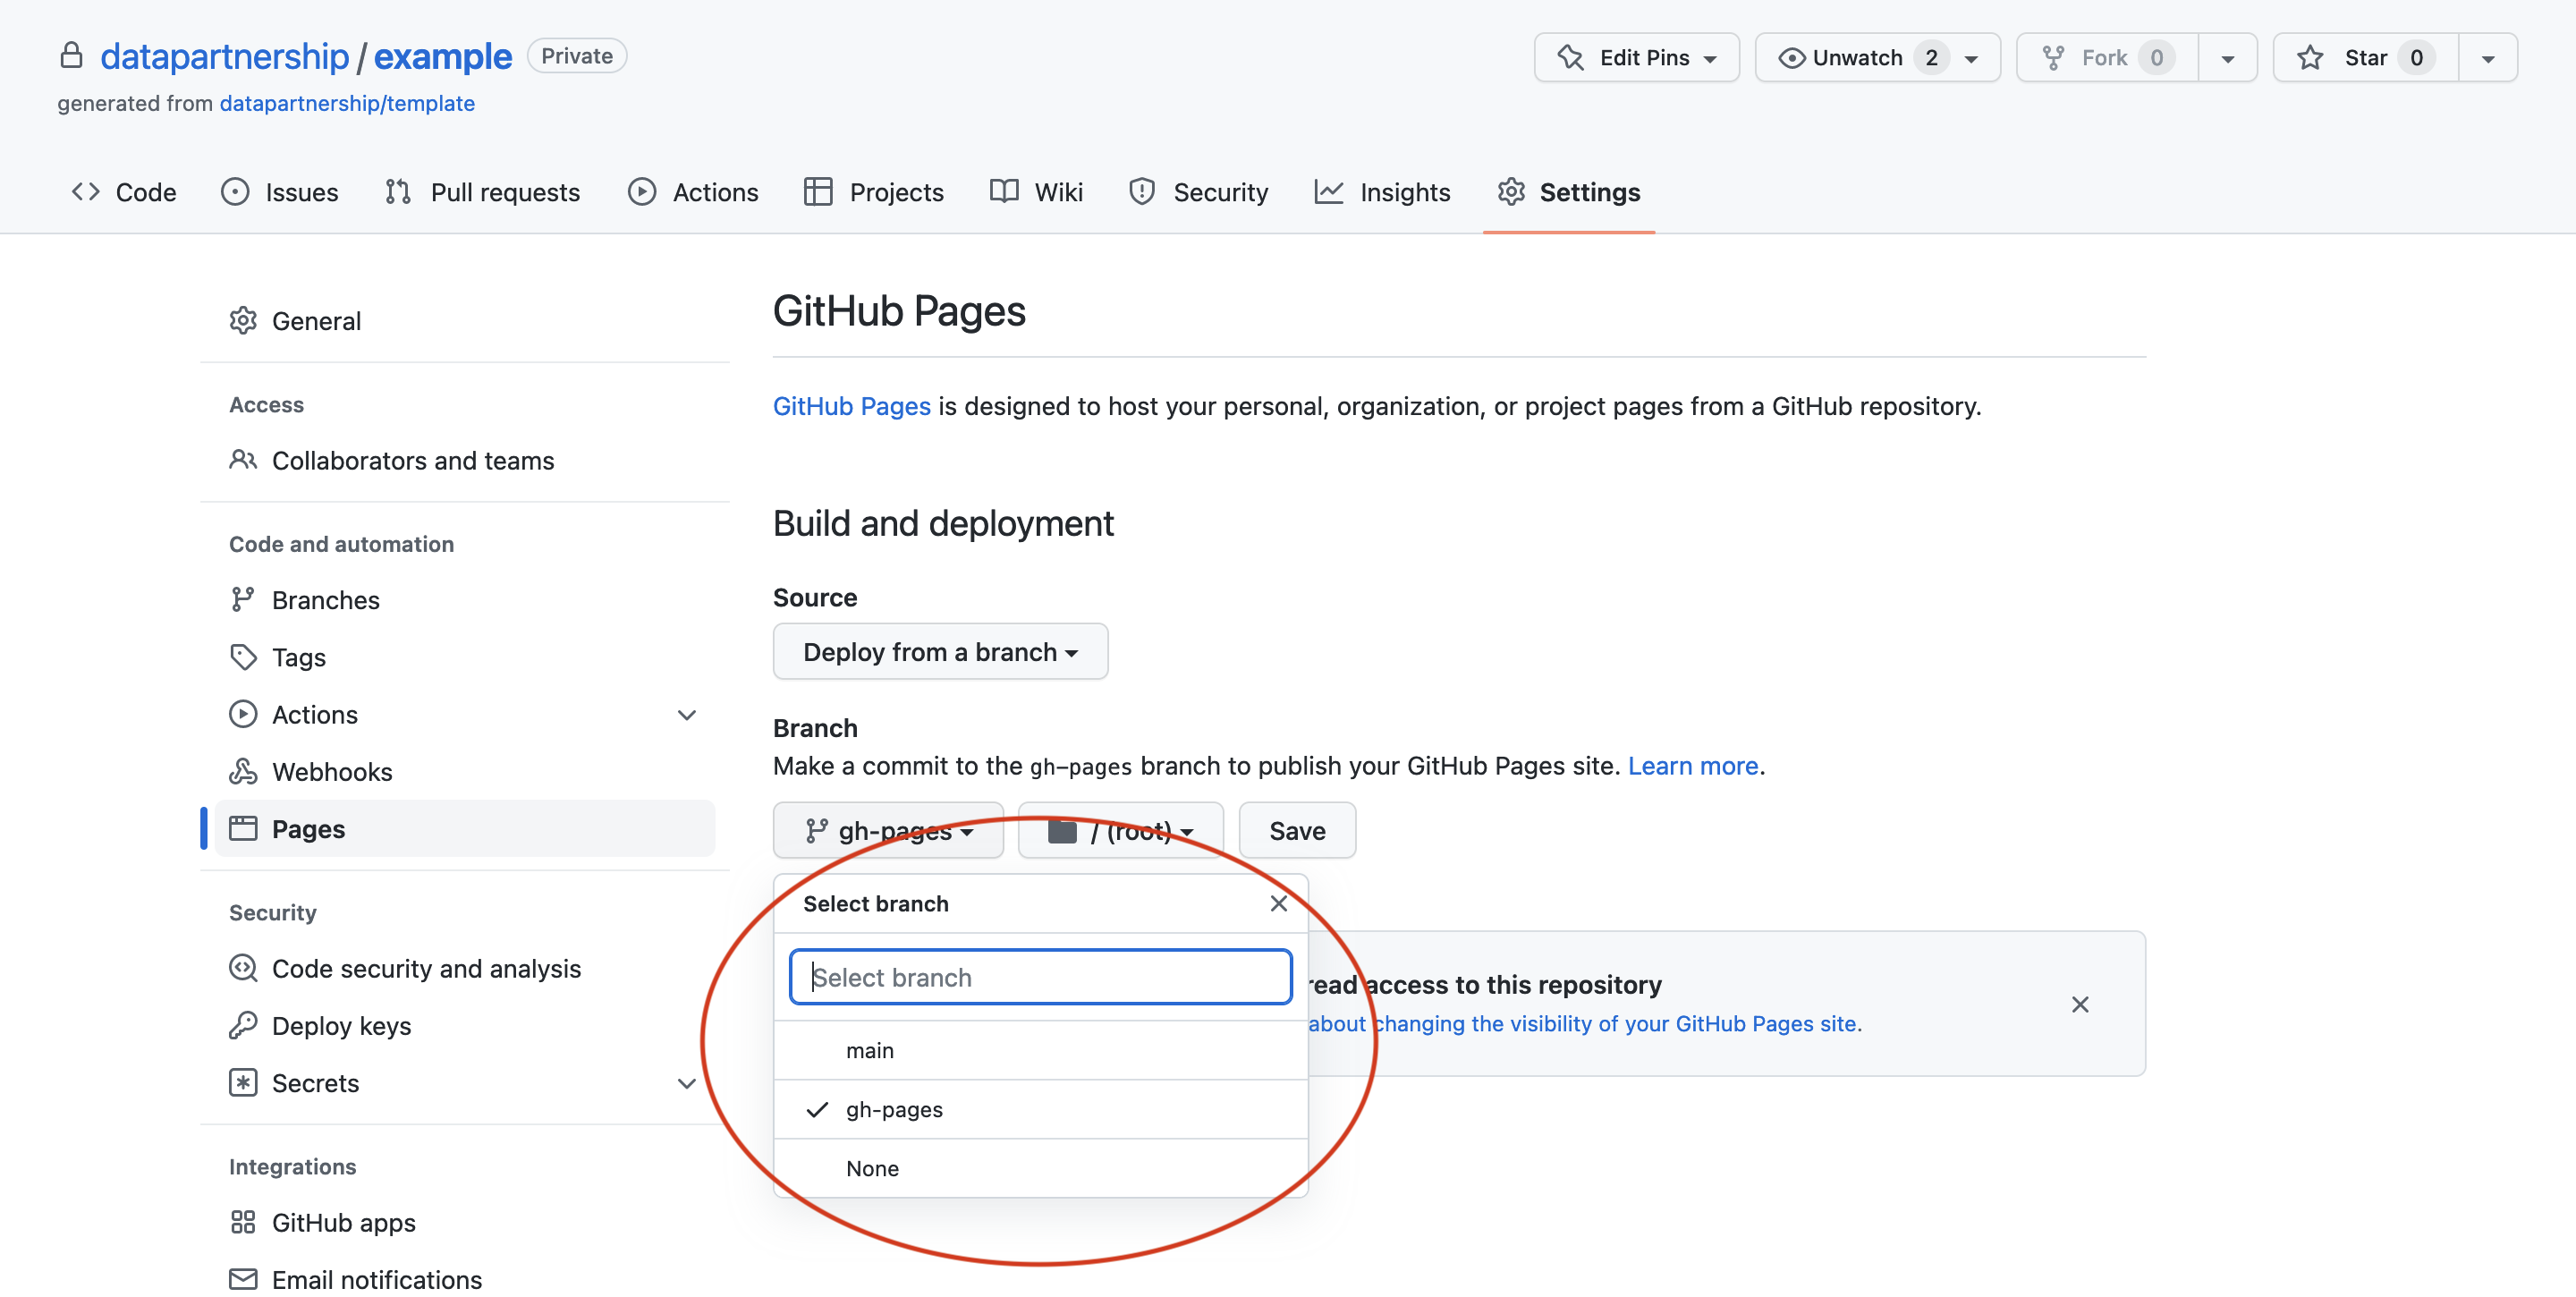 datapartnership / example Private
Edit Pins
Unwatch 2
Fork 0
Star 0
generated from datapartnership/template
Code
Issues
Pull requests
Actions
Projects
Wiki
Security
Insights
Settings
General
Access
Collaborators and teams
Code and automation
Branches
Tags
Actions
Webhooks
Pages
Security
Code security and analysis
Deploy keys
Secrets
Integrations
GitHub apps
Email notifications
GitHub Pages
GitHub Pages is designed to host your personal, organization, or project pages from a GitHub repository.
Build and deployment
Source
Deploy from a branch
Branch
Make a commit to the gh-pages branch to publish your GitHub Pages site. Learn more.
gh-pages
/ (root)
Save
Select branch
Select branch
main
gh-pages
None
read access to this repository
about changing the visibility of your GitHub Pages site.